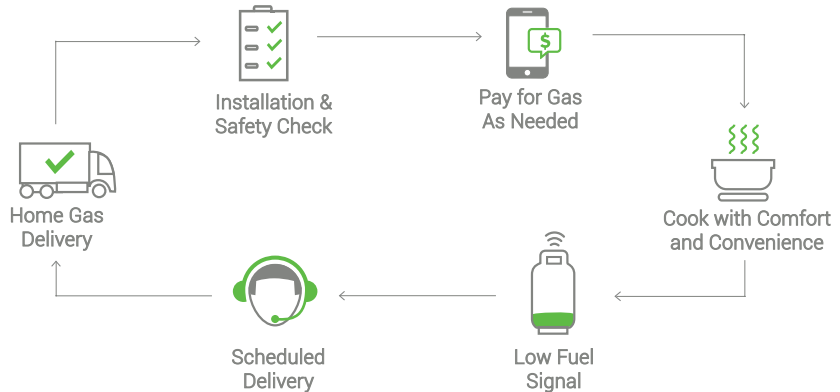 $
Installation &
Safety Check
Pay for Gas
As Needed
Home Gas
Delivery
Cook with Comfort
and Convenience
Scheduled
Delivery
Low Fuel
Signal